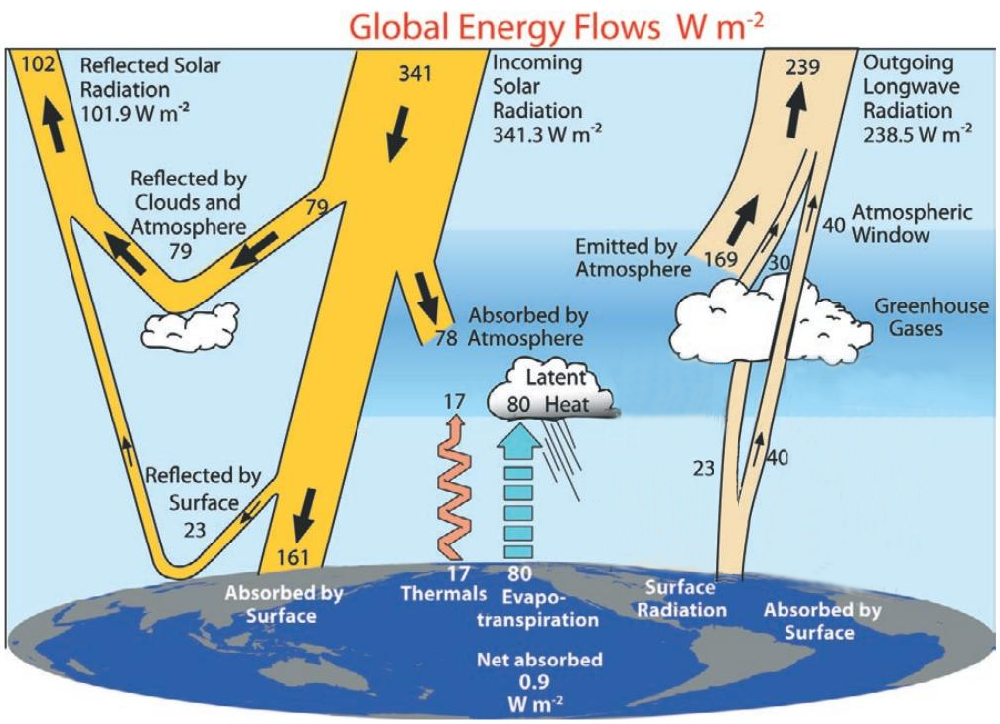 Global Energy Flows W m-2
102
Reflected Solar
Radiation
101.9 W m-2
341
Incoming
Solar
Radiation
341.3 W m-2
239
Outgoing
Longwave
Radiation
238.5 W m-2
Reflected by
Clouds and
Atmosphere
79
79
Emitted by
Atmosphere
169
30
40
Atmospheric
Window
Greenhouse
Gases
78
Absorbed by
Atmosphere
Latent
80 Heat
17
Reflected by
Surface
23
161
Absorbed by
Surface
17
Thermals
80
Evapo-
transpiration
23
40
Surface
Radiation
Absorbed by
Surface
Net absorbed
0.9
W m-2